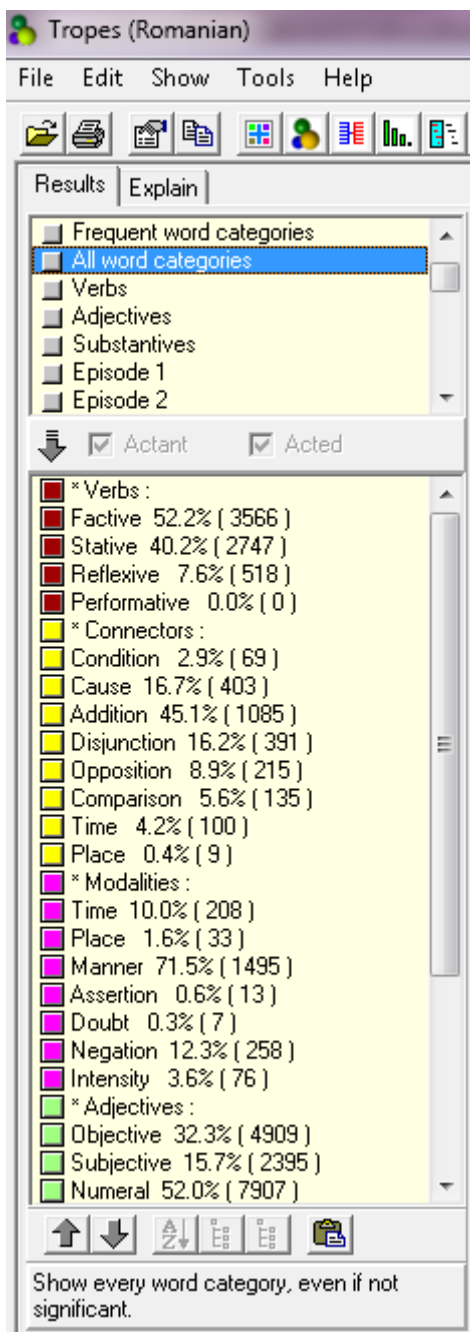 Tropes (Romanian)
File Edit Show Tools Help
Results Explain
Frequent word categories
All word categories
Verbs
Adjectives
Substantives
Episode 1
Episode 2
Actant Acted
* Verbs :
Factive 52.2% ( 3566 )
Stative 40.2% ( 2747 )
Reflexive 7.6% ( 518 )
Performative 0.0% ( 0 )
* Connectors :
Condition 2.9% ( 69 )
Cause 16.7% ( 403 )
Addition 45.1% ( 1085 )
Disjunction 16.2% ( 391 )
Opposition 8.9% ( 215 )
Comparison 5.6% ( 135 )
Time 4.2% ( 100 )
Place 0.4% ( 9 )
* Modalities :
Time 10.0% ( 208 )
Place 1.6% ( 33 )
Manner 71.5% ( 1495 )
Assertion 0.6% ( 13 )
Doubt 0.3% ( 7 )
Negation 12.3% ( 258 )
Intensity 3.6% ( 76 )
* Adjectives :
Objective 32.3% ( 4909 )
Subjective 15.7% ( 2395 )
Numeral 52.0% ( 7907 )
A
Z
Show every word category, even if not
significant.